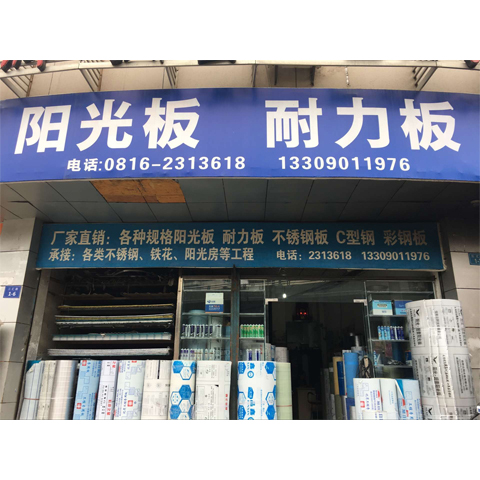 阳光板 耐力板
电话:0816-2313618 13309011976
厂家直销：各种规格阳光板 耐力板 不锈钢板 C型钢 彩钢板
承接：各类不锈钢、铁花、阳光房等工程 电话：2313618 13309011976